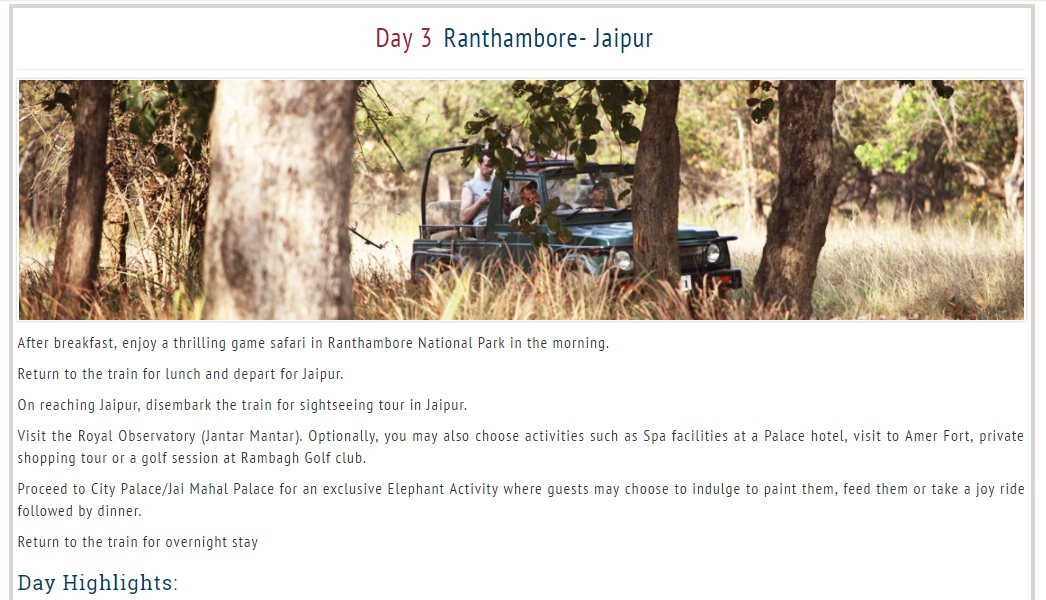 Day 3 Ranthambore- Jaipur
1
After breakfast, enjoy a thrilling game safari in Ranthambore National Park in the morning.
Return to the train for lunch and depart for Jaipur.
On reaching Jaipur, disembark the train for sightseeing tour in Jaipur.
Visit the Royal Observatory (Jantar Mantar). Optionally, you may also choose activities such as Spa facilities at a Palace hotel, visit to Amer Fort, private
shopping tour or a golf session at Rambagh Golf club.
Proceed to City Palace/Jai Mahal Palace for an exclusive Elephant Activity where guests may choose to indulge to paint them, feed them or take a joy ride
followed by dinner.
Return to the train for overnight stay
Day Highlights: